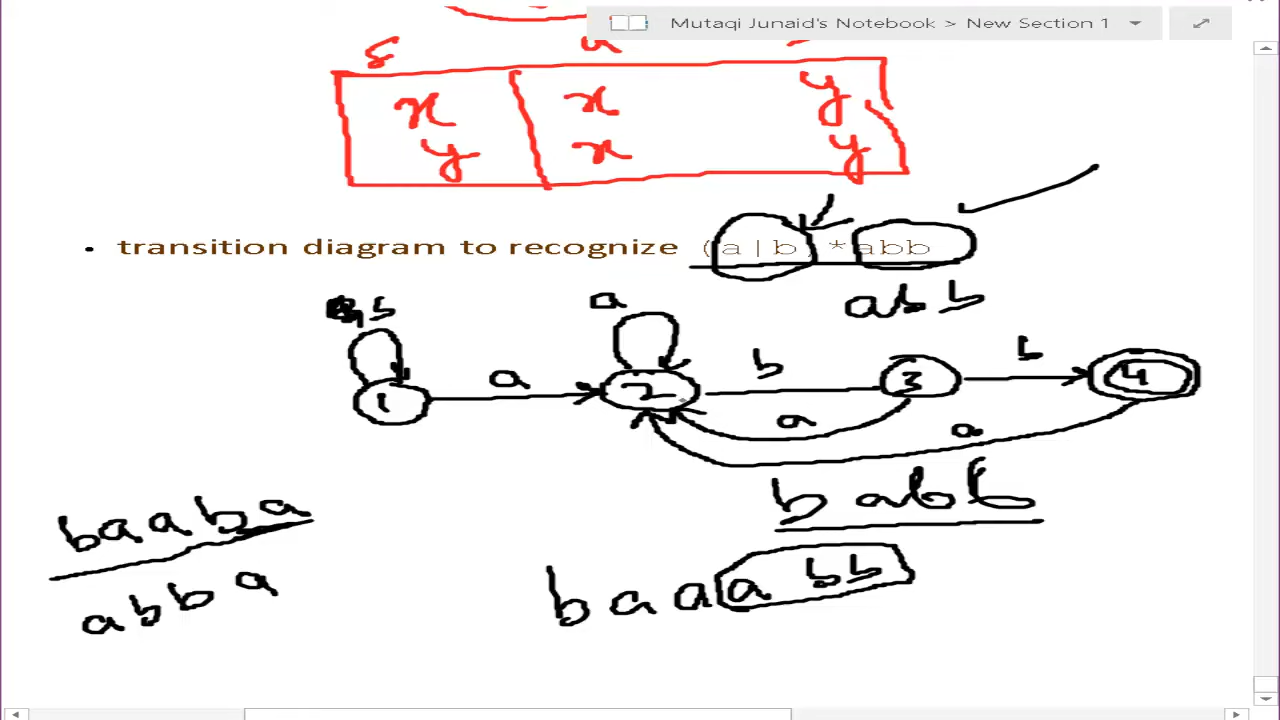 Mutaqi Junaid's Notebook > New Section 1
δ a
x x y
y x y
• transition diagram to recognize (a|b)*abb
abb
b a
a b b
1 a 2 3 4
a a
babb
baaba
baaabb
abba